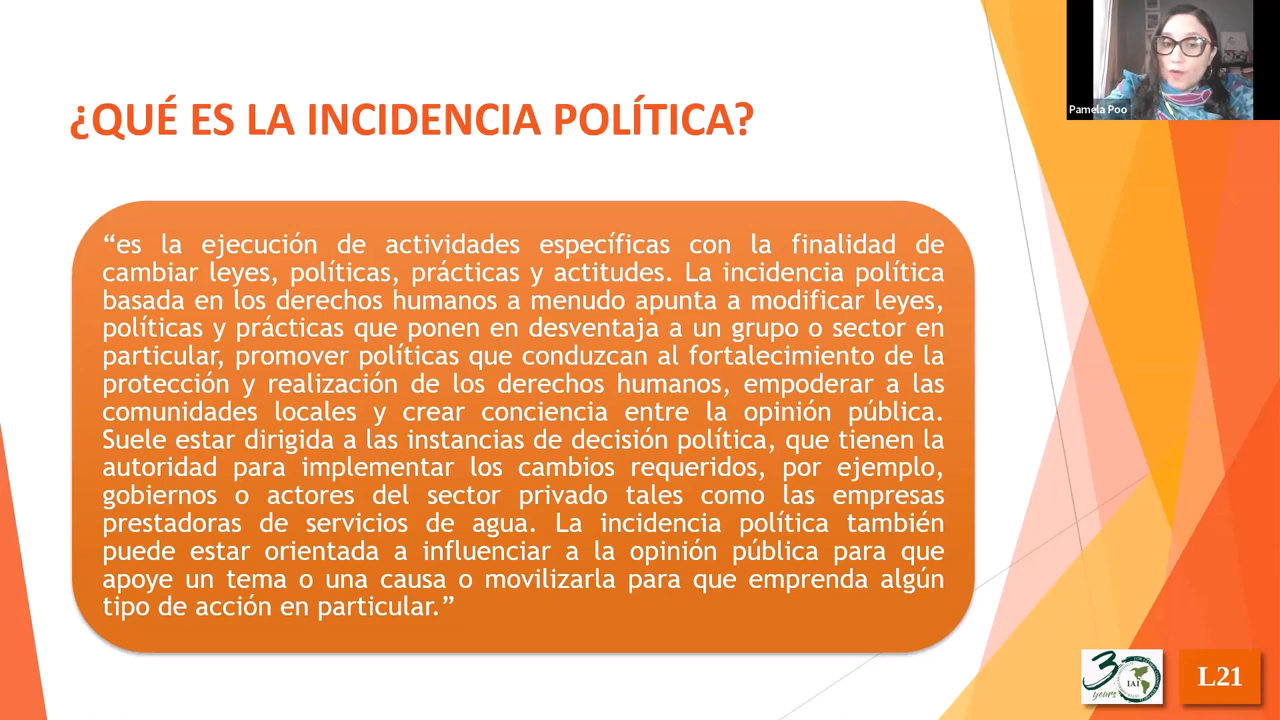 Pamela Poo
¿QUÉ ES LA INCIDENCIA POLÍTICA?
“es la ejecución de actividades específicas con la finalidad de
cambiar leyes, políticas, prácticas y actitudes. La incidencia política
basada en los derechos humanos a menudo apunta a modificar leyes,
políticas y prácticas que ponen en desventaja a un grupo o sector en
particular, promover políticas que conduzcan al fortalecimiento de la
protección y realización de los derechos humanos, empoderar a las
comunidades locales y crear conciencia entre la opinión pública.
Suele estar dirigida a las instancias de decisión política, que tienen la
autoridad para implementar los cambios requeridos, por ejemplo,
gobiernos o actores del sector privado tales como las empresas
prestadoras de servicios de agua. La incidencia política también
puede estar orientada a influenciar a la opinión pública para que
apoye un tema o una causa o movilizarla para que emprenda algún
tipo de acción en particular.”
30
years
IAI
L21